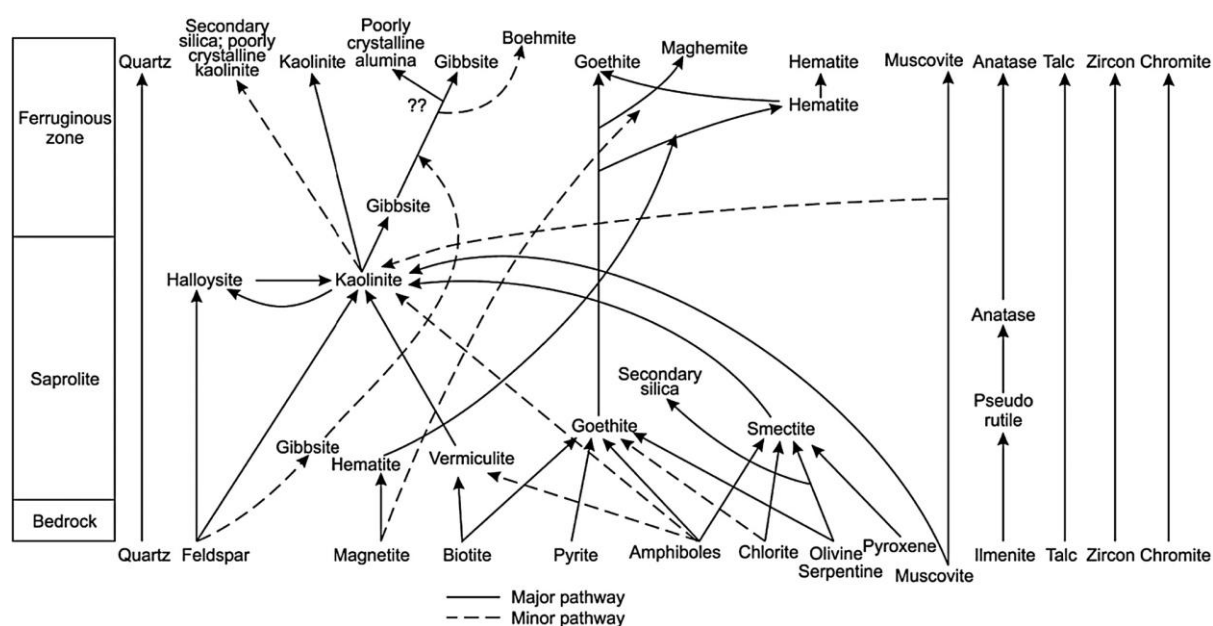 Ferruginous
zone
Saprolite
Bedrock
Quartz
Secondary
silica; poorly
crystalline
kaolinite
Kaolinite
Poorly
crystalline
alumina
Gibbsite
Boehmite
Goethite
Maghemite
Hematite
Muscovite
Anatase
Talc
Zircon
Chromite
??
Hematite
Gibbsite
Halloysite
Kaolinite
Anatase
Secondary
silica
Pseudo
rutile
Goethite
Smectite
Gibbsite
Hematite
Vermiculite
Quartz
Feldspar
Magnetite
Biotite
Pyrite
Amphiboles
Chlorite
Olivine
Serpentine
Pyroxene
Muscovite
Ilmenite
Talc
Zircon
Chromite
Major pathway
Minor pathway